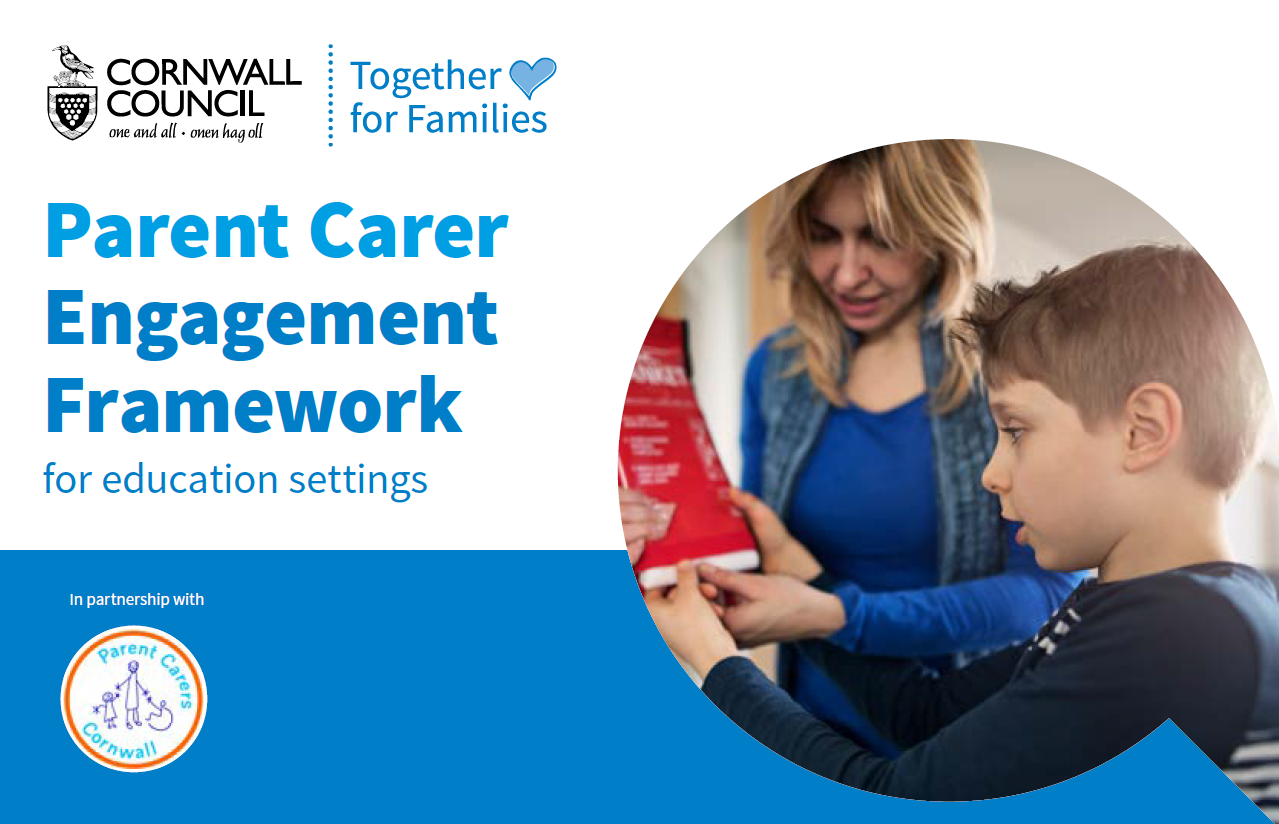 CORNWALL
COUNCIL
one and all • onen hag oll
Together
for Families
Parent Carer
Engagement
Framework
for education settings
In partnership with
Parent Carers
Cornwall